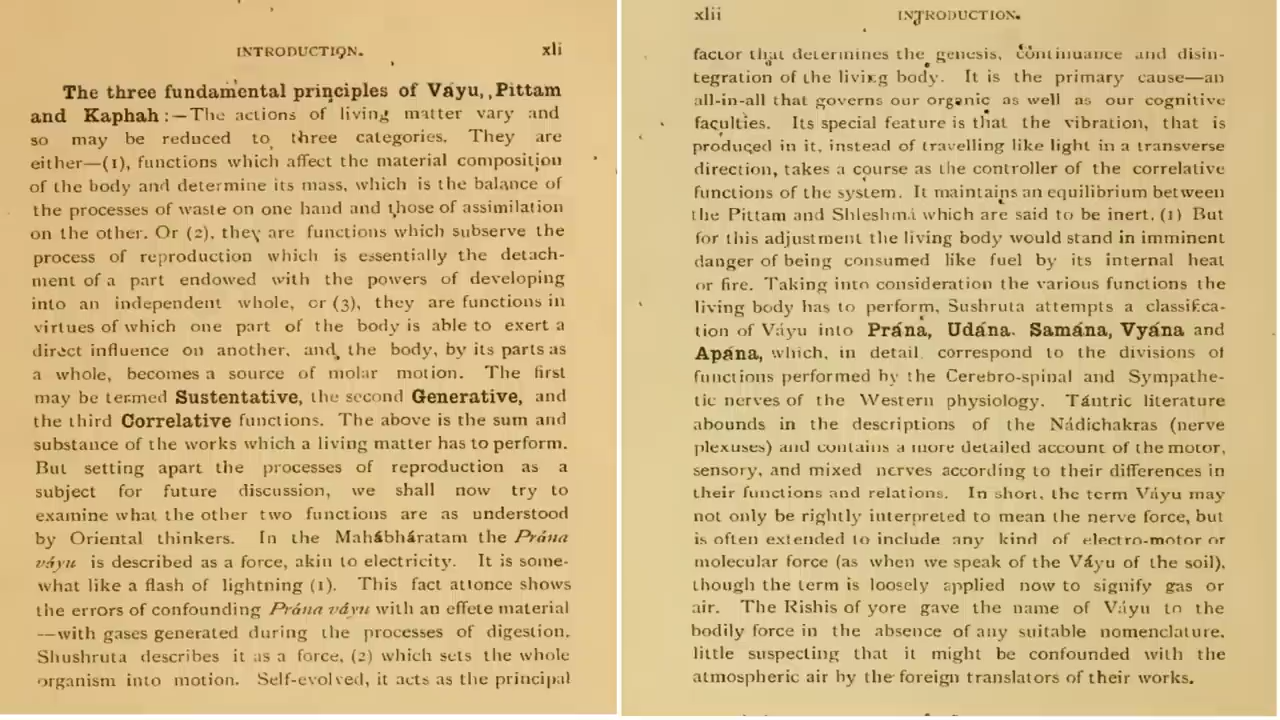 INTRODUCTION. xli
The three fundamental principles of Váyu, Pittam
and Kaphah :—The actions of living matter vary and
so may be reduced to three categories. They are
either—(1), functions which affect the material composition
of the body and determine its mass, which is the balance of
the processes of waste on one hand and those of assimilation
on the other. Or (2), they are functions which subserve the
process of reproduction which is essentially the detach-
ment of a part endowed with the powers of developing
into an independent whole, or (3), they are functions in
virtues of which one part of the body is able to exert a
direct influence on another, and the body, by its parts as
a whole, becomes a source of molar motion. The first
may be termed Sustentative, the second Generative, and
the third Correlative functions. The above is the sum and
substance of the works which a living matter has to perform.
But setting apart the processes of reproduction as a
subject for future discussion, we shall now try to
examine what the other two functions are as understood
by Oriental thinkers. In the Mahábháratam the Prána
váyu is described as a force, akin to electricity. It is some-
what like a flash of lightning (1). This fact atonce shows
the errors of confounding Prána váyu with an effete material
—with gases generated during the processes of digestion.
Shushruta describes it as a force, (2) which sets the whole
organism into motion. Self-evolved, it acts as the principal
xlii INTRODUCTION.
factor that determines the genesis, continuance and disin-
tegration of the living body. It is the primary cause—an
all-in-all that governs our organic as well as our cognitive
faculties. Its special feature is that the vibration, that is
produced in it, instead of travelling like light in a transverse
direction, takes a course as the controller of the correlative
functions of the system. It maintains an equilibrium between
the Pittam and Shleshmá which are said to be inert. (1) But
for this adjustment the living body would stand in imminent
danger of being consumed like fuel by its internal heat
or fire. Taking into consideration the various functions the
living body has to perform, Sushruta attempts a classifica-
tion of Váyu into Prána, Udána. Samána, Vyána and
Apána, which, in detail correspond to the divisions of
functions performed by the Cerebro-spinal and Sympathe-
tic nerves of the Western physiology. Tántric literature
abounds in the descriptions of the Nádichakras (nerve
plexuses) and contains a more detailed account of the motor,
sensory, and mixed nerves according to their differences in
their functions and relations. In short, the term Váyu may
not only be rightly interpreted to mean the nerve force, but
is often extended to include any kind of electro-motor or
molecular force (as when we speak of the Váyu of the soil),
though the term is loosely applied now to signify gas or
air. The Rishis of yore gave the name of Váyu to the
bodily force in the absence of any suitable nomenclature,
little suspecting that it might be confounded with the
atmospheric air by the foreign translators of their works.